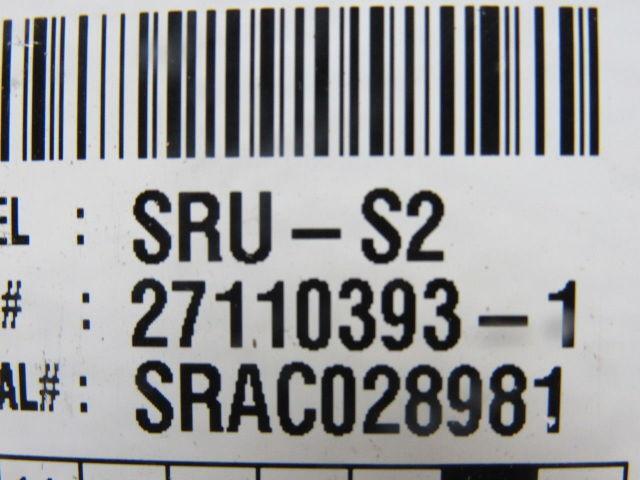 EL : SRU-S2
# : 27110393-1
AL# : SRAC028981